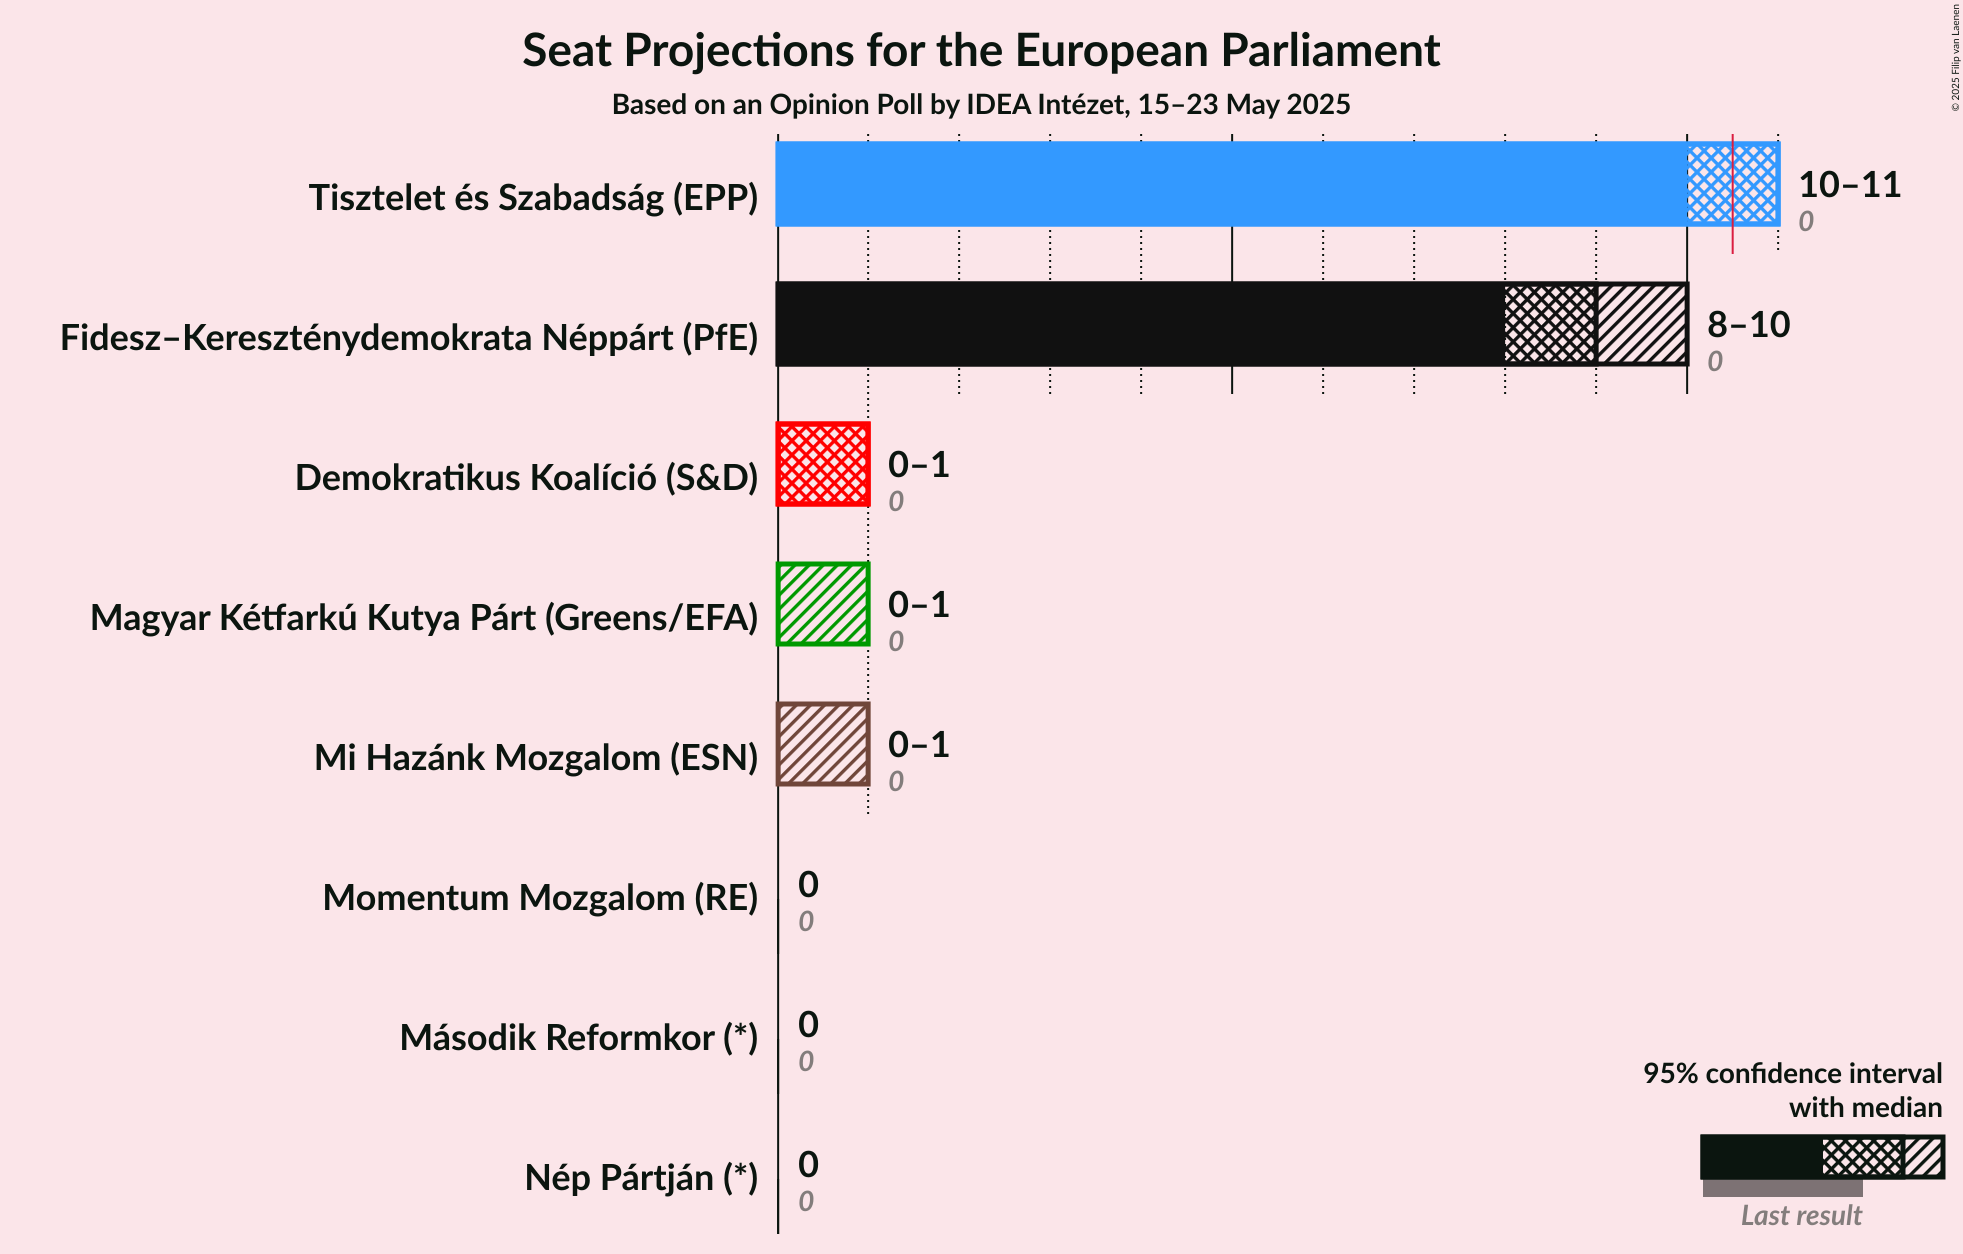 Seat Projections for the European Parliament
Based on an Opinion Poll by IDEA Intézet, 15–23 May 2025
© 2025 Filip van Laenen
Tisztelet és Szabadság (EPP)
10–11
0
Fidesz–Kereszténydemokrata Néppárt (PfE)
8–10
0
Demokratikus Koalíció (S&D)
0–1
0
Magyar Kétfarkú Kutya Párt (Greens/EFA)
0–1
0
Mi Hazánk Mozgalom (ESN)
0–1
0
Momentum Mozgalom (RE)
0
0
Második Reformkor (*)
0
0
Nép Pártján (*)
0
0
95% confidence interval
with median
Last result